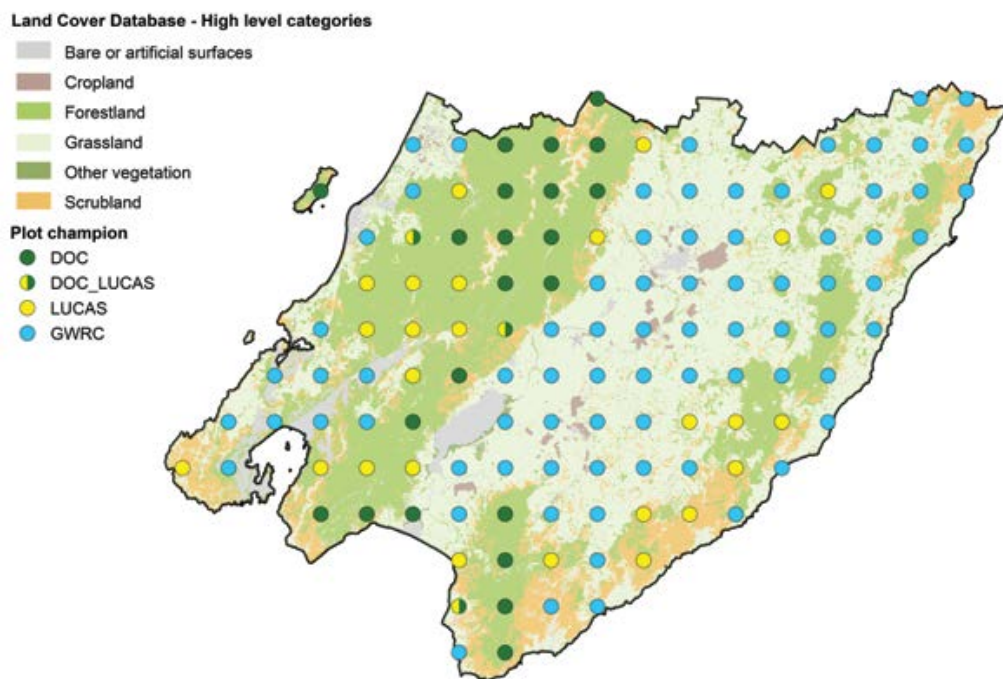 Land Cover Database - High level categories
Bare or artificial surfaces
Cropland
Forestland
Grassland
Other vegetation
Scrubland
Plot champion
DOC
DOC_LUCAS
LUCAS
GWRC